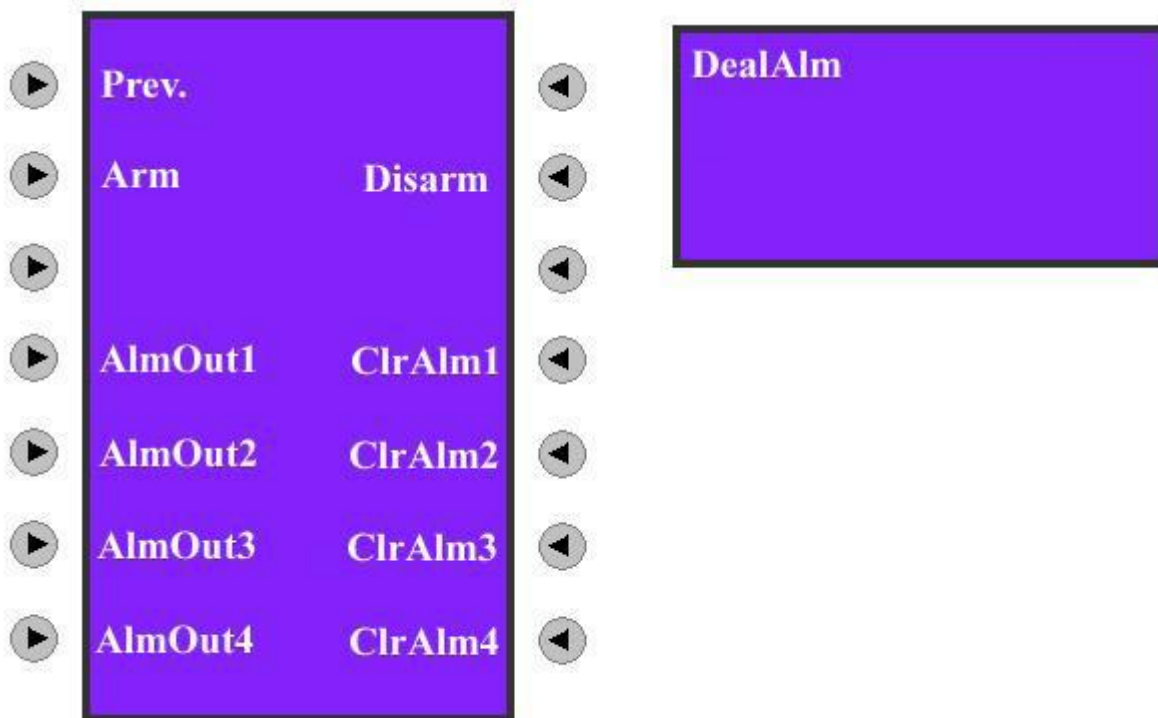 Prev.
Arm Disarm
AlmOut1 ClrAlm1
AlmOut2 ClrAlm2
AlmOut3 ClrAlm3
AlmOut4 ClrAlm4
DealAlm